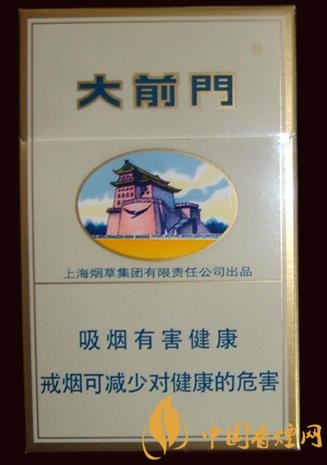 大前門
上海烟草集团有限责任公司出品
吸烟有害健康
戒烟可减少对健康的危害
中国香烟网